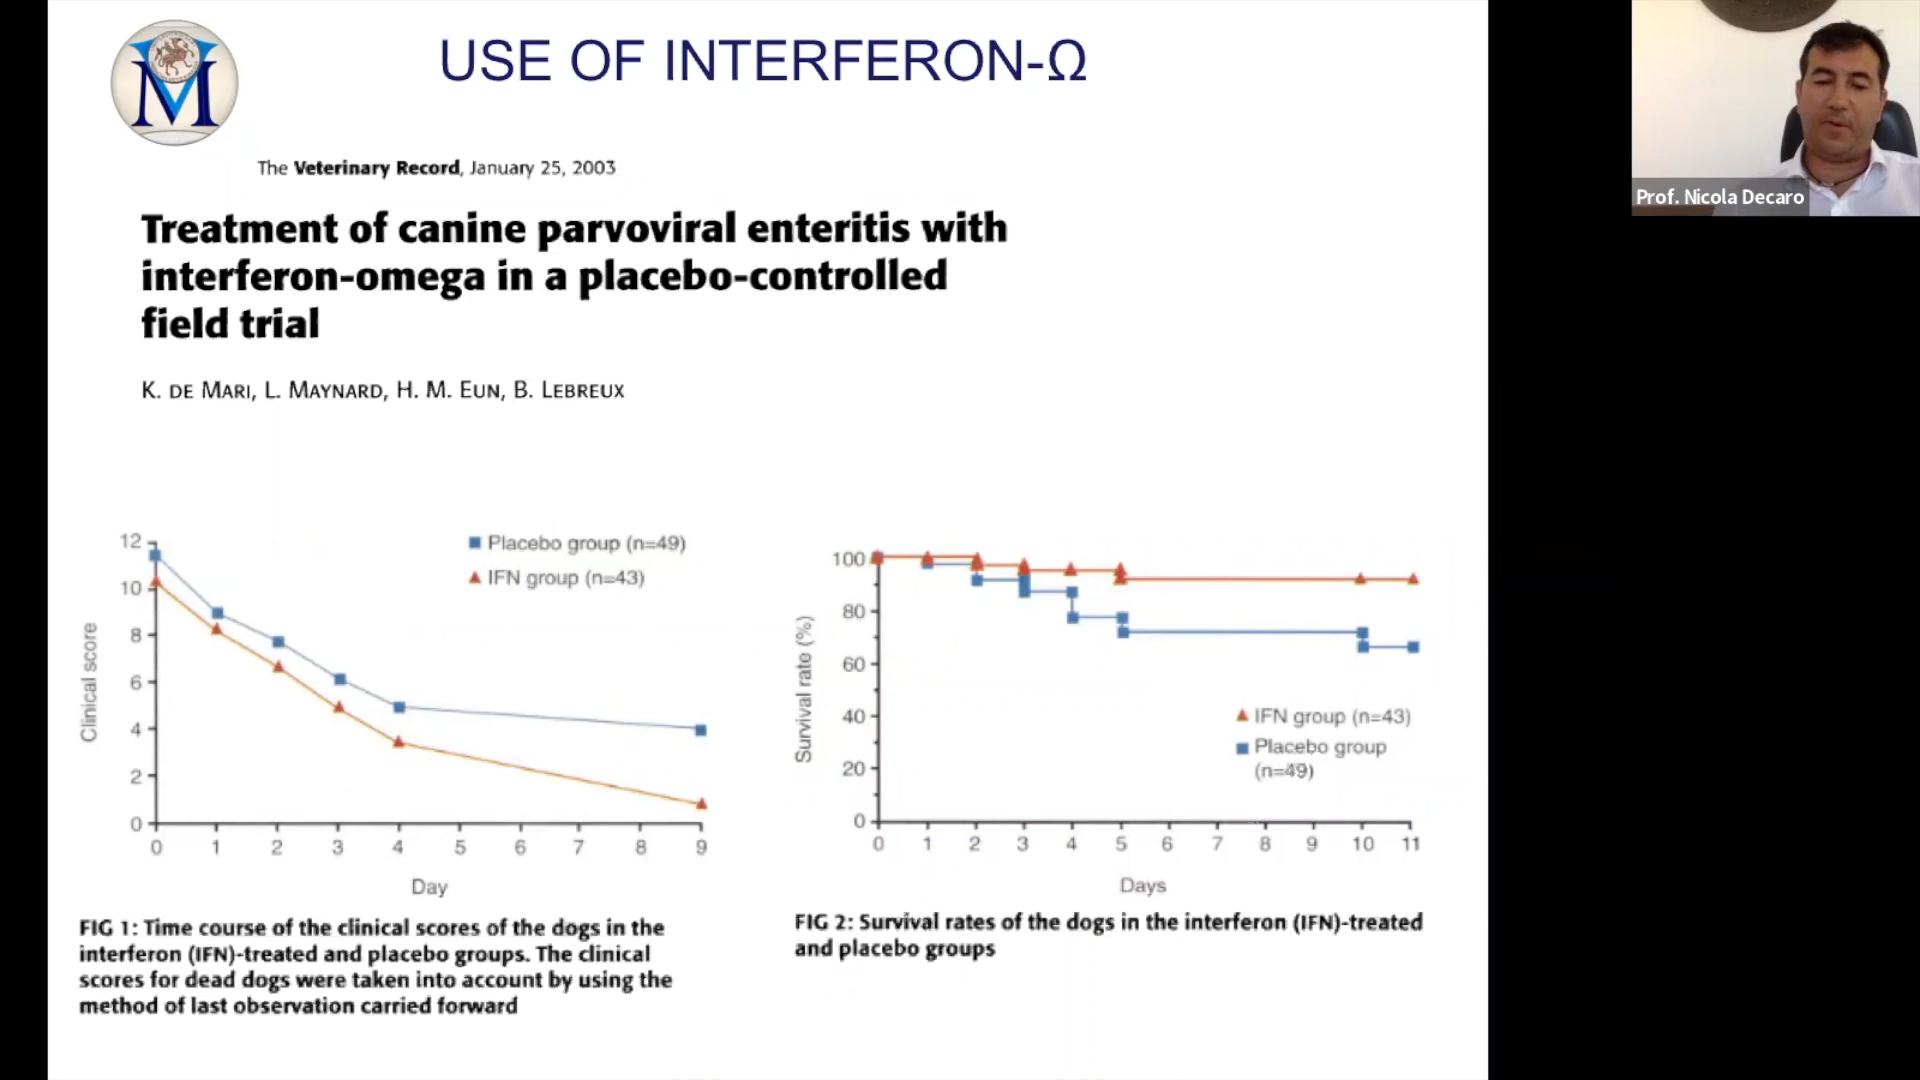 USE OF INTERFERON-Ω
The Veterinary Record, January 25, 2003
Treatment of canine parvoviral enteritis with
interferon-omega in a placebo-controlled
field trial
K. DE MARI, L. MAYNARD, H. M. EUN, B. LEBREUX
12
10
8
6
4
2
0
Clinical score
Placebo group (n=49)
IFN group (n=43)
0 1 2 3 4 5 6 7 8 9
Day
FIG 1: Time course of the clinical scores of the dogs in the
interferon (IFN)-treated and placebo groups. The clinical
scores for dead dogs were taken into account by using the
method of last observation carried forward
100
80
60
40
20
0
Survival rate (%)
IFN group (n=43)
Placebo group
(n=49)
0 1 2 3 4 5 6 7 8 9 10 11
Days
FIG 2: Survival rates of the dogs in the interferon (IFN)-treated
and placebo groups
Prof. Nicola Decaro